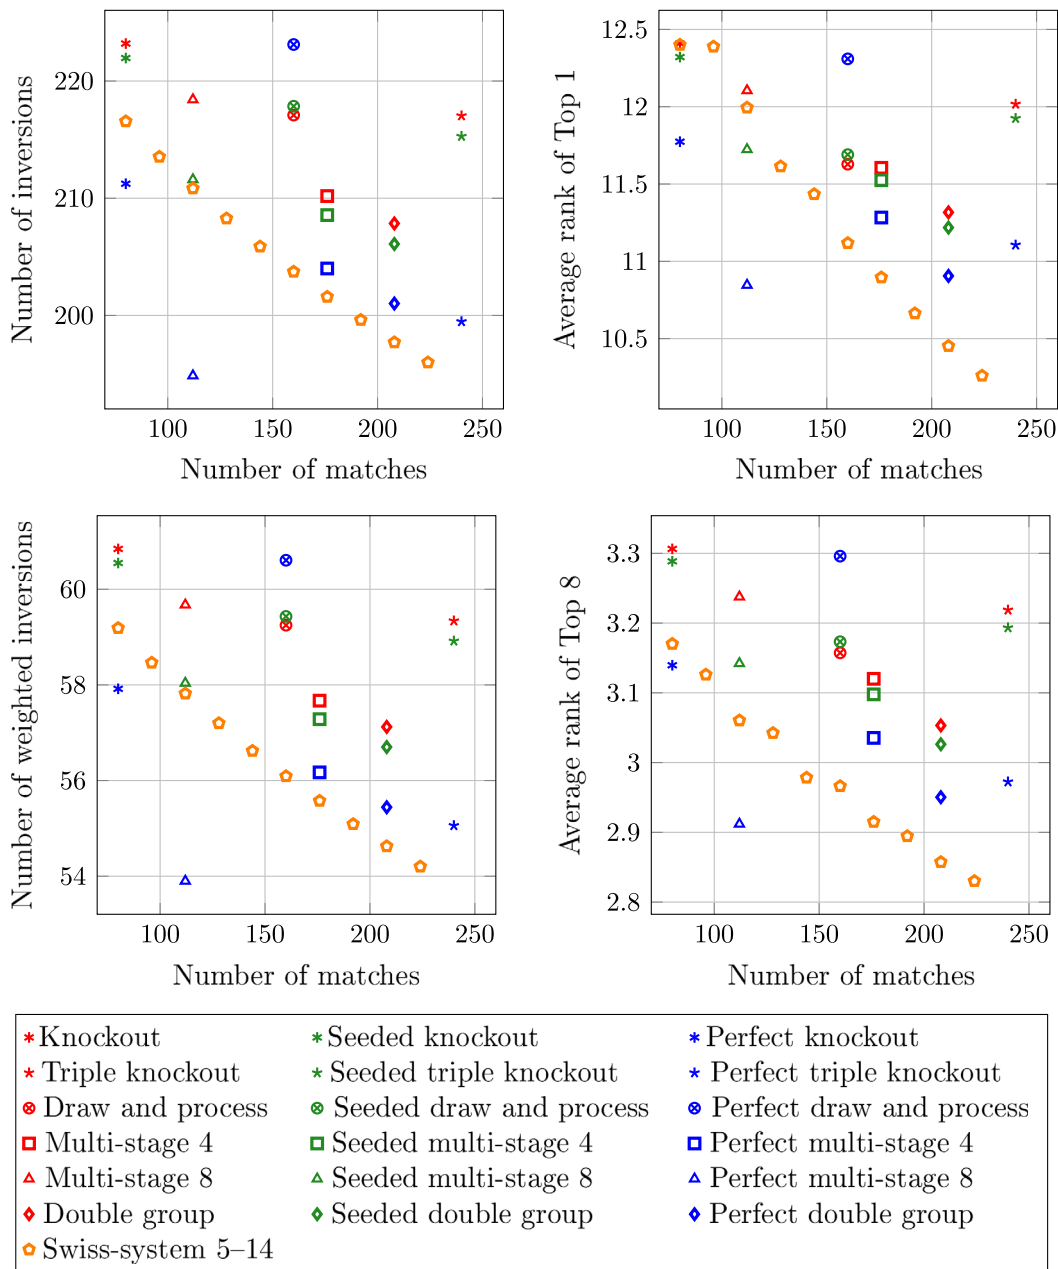 220
210
200
100
150
200
250
Number of matches
Number of inversions
12.5
12
11.5
11
10.5
100
150
200
250
Number of matches
Average rank of Top 1
60
58
56
54
100
150
200
250
Number of matches
Number of weighted inversions
3.3
3.2
3.1
3
2.9
2.8
100
150
200
250
Number of matches
Average rank of Top 8
Knockout
Seeded knockout
Perfect knockout
Triple knockout
Seeded triple knockout
Perfect triple knockout
Draw and process
Seeded draw and process
Perfect draw and process
Multi-stage 4
Seeded multi-stage 4
Perfect multi-stage 4
Multi-stage 8
Seeded multi-stage 8
Perfect multi-stage 8
Double group
Seeded double group
Perfect double group
Swiss-system 5–14